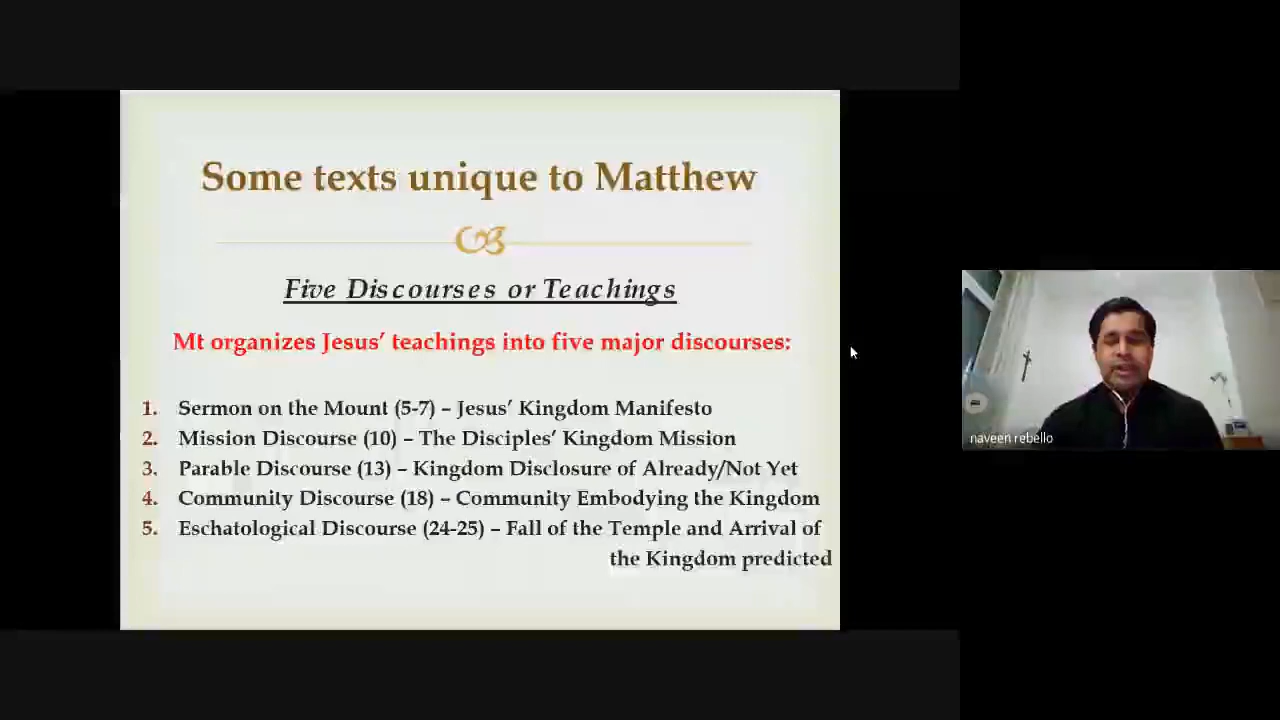 Some texts unique to Matthew
Five Discourses or Teachings
Mt organizes Jesus’ teachings into five major discourses:
1. Sermon on the Mount (5-7) – Jesus’ Kingdom Manifesto
2. Mission Discourse (10) – The Disciples’ Kingdom Mission
3. Parable Discourse (13) – Kingdom Disclosure of Already/Not Yet
4. Community Discourse (18) – Community Embodying the Kingdom
5. Eschatological Discourse (24-25) – Fall of the Temple and Arrival of
the Kingdom predicted
naveen rebello